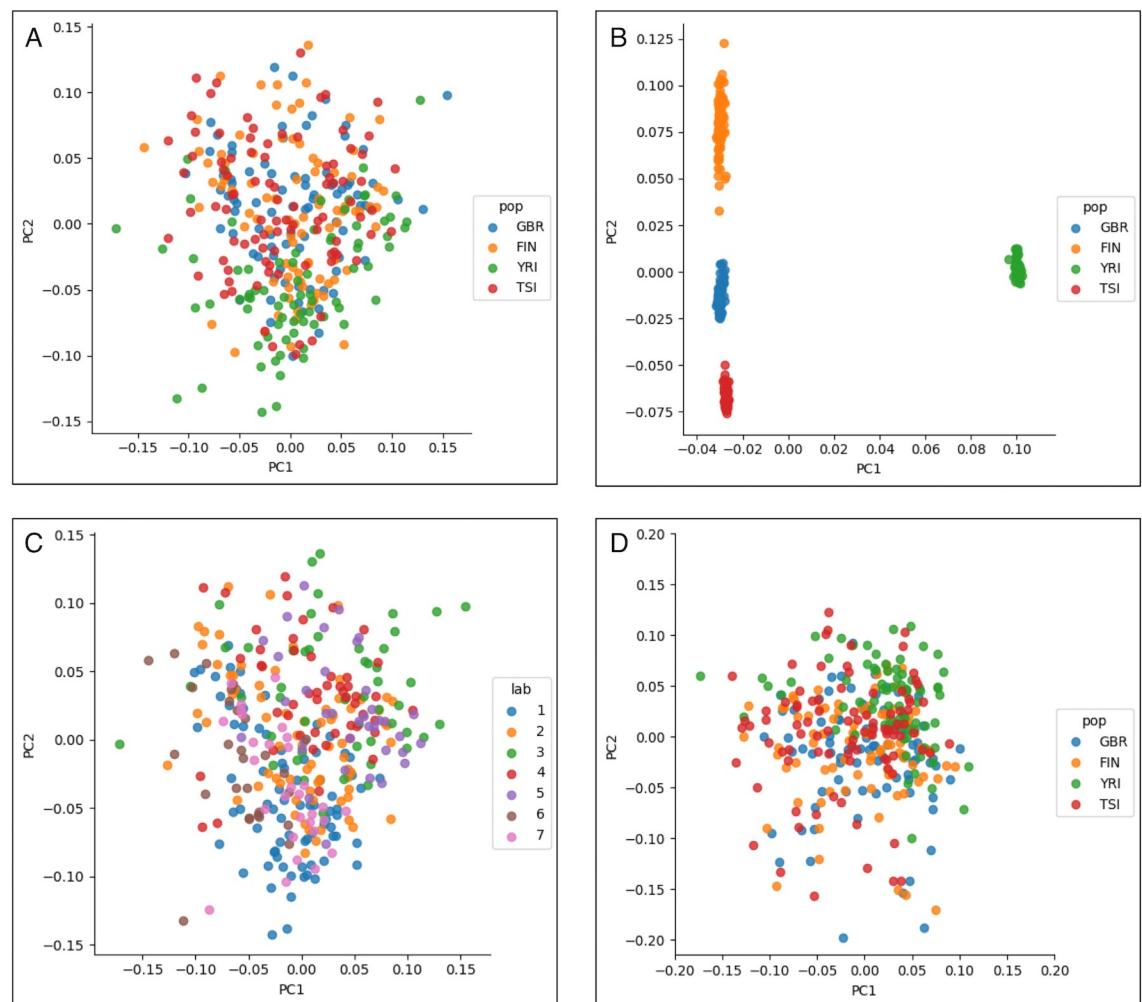 A
0.15
0.10
0.05
0.00
−0.05
−0.10
−0.15
PC2
−0.15 −0.10 −0.05 0.00 0.05 0.10 0.15
PC1
pop
GBR
FIN
YRI
TSI
B
0.125
0.100
0.075
0.050
0.025
0.000
−0.025
−0.050
−0.075
PC2
−0.04 −0.02 0.00 0.02 0.04 0.06 0.08 0.10
PC1
pop
GBR
FIN
YRI
TSI
C
0.15
0.10
0.05
0.00
−0.05
−0.10
−0.15
PC2
−0.15 −0.10 −0.05 0.00 0.05 0.10 0.15
PC1
lab
1
2
3
4
5
6
7
D
0.20
0.15
0.10
0.05
0.00
−0.05
−0.10
−0.15
−0.20
PC2
−0.20 −0.15 −0.10 −0.05 0.00 0.05 0.10 0.15 0.20
PC1
pop
GBR
FIN
YRI
TSI